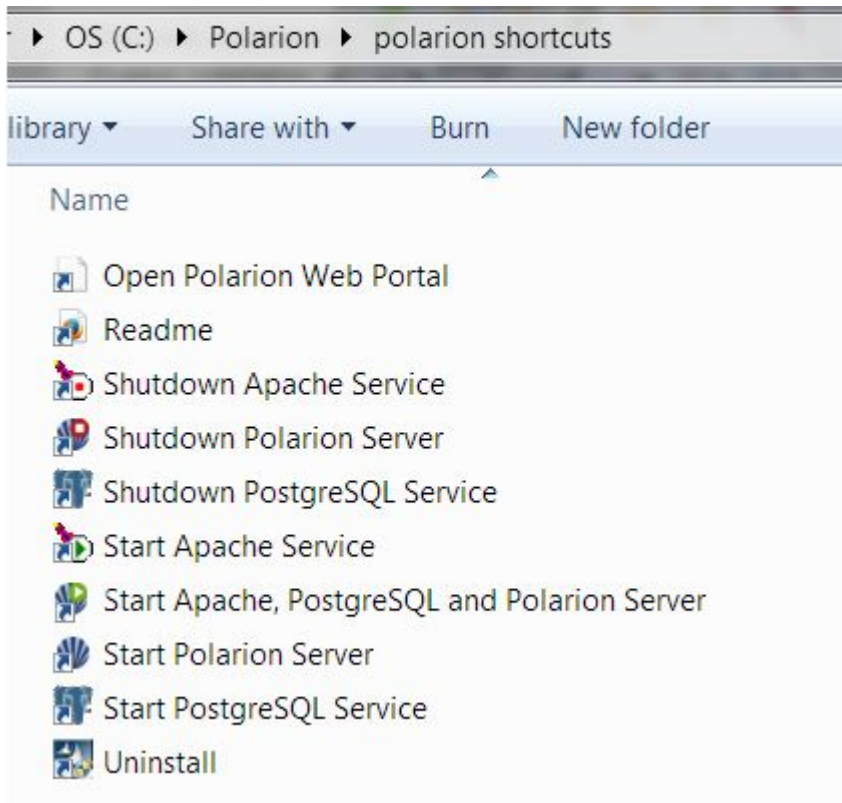 OS (C:) ▸ Polarion ▸ polarion shortcuts
library ▾ Share with ▾ Burn New folder
Name
Open Polarion Web Portal
Readme
Shutdown Apache Service
Shutdown Polarion Server
Shutdown PostgreSQL Service
Start Apache Service
Start Apache, PostgreSQL and Polarion Server
Start Polarion Server
Start PostgreSQL Service
Uninstall